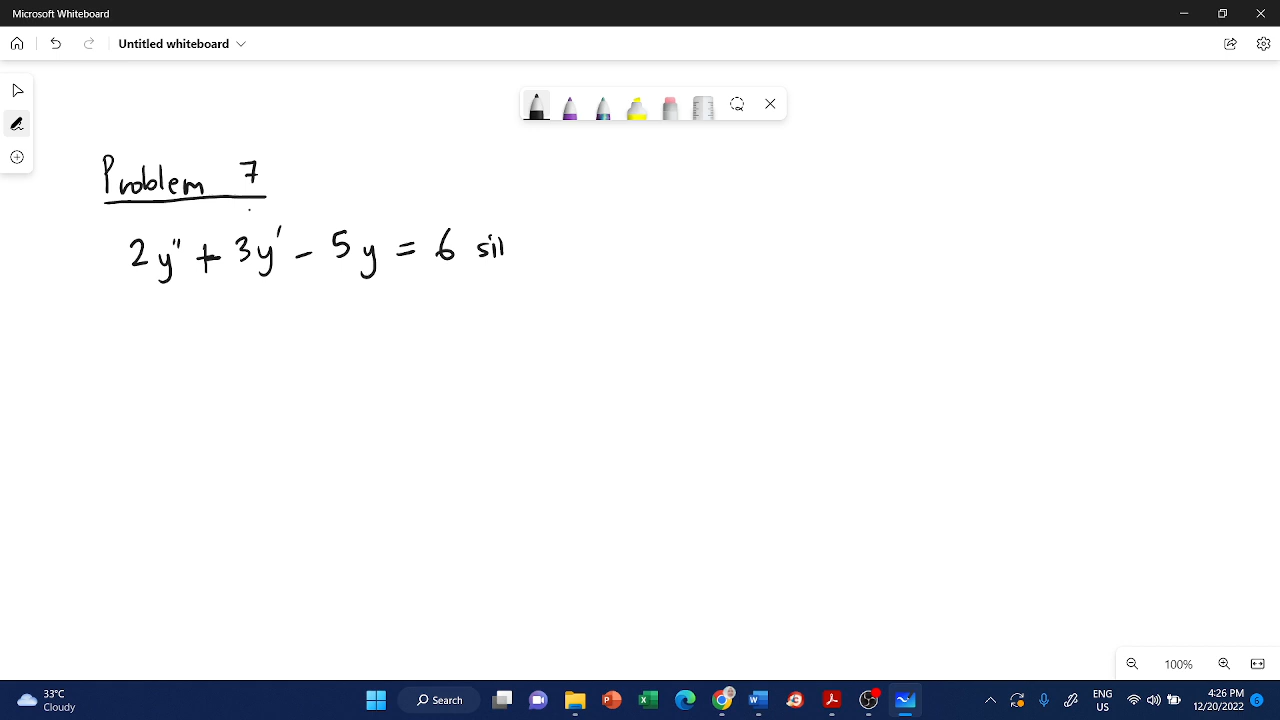 Microsoft Whiteboard
Untitled whiteboard
Problem 7
2y'' + 3y' - 5y = 6
100%
33°C
Cloudy
Search
ENG
US
4:26 PM
12/20/2022
6